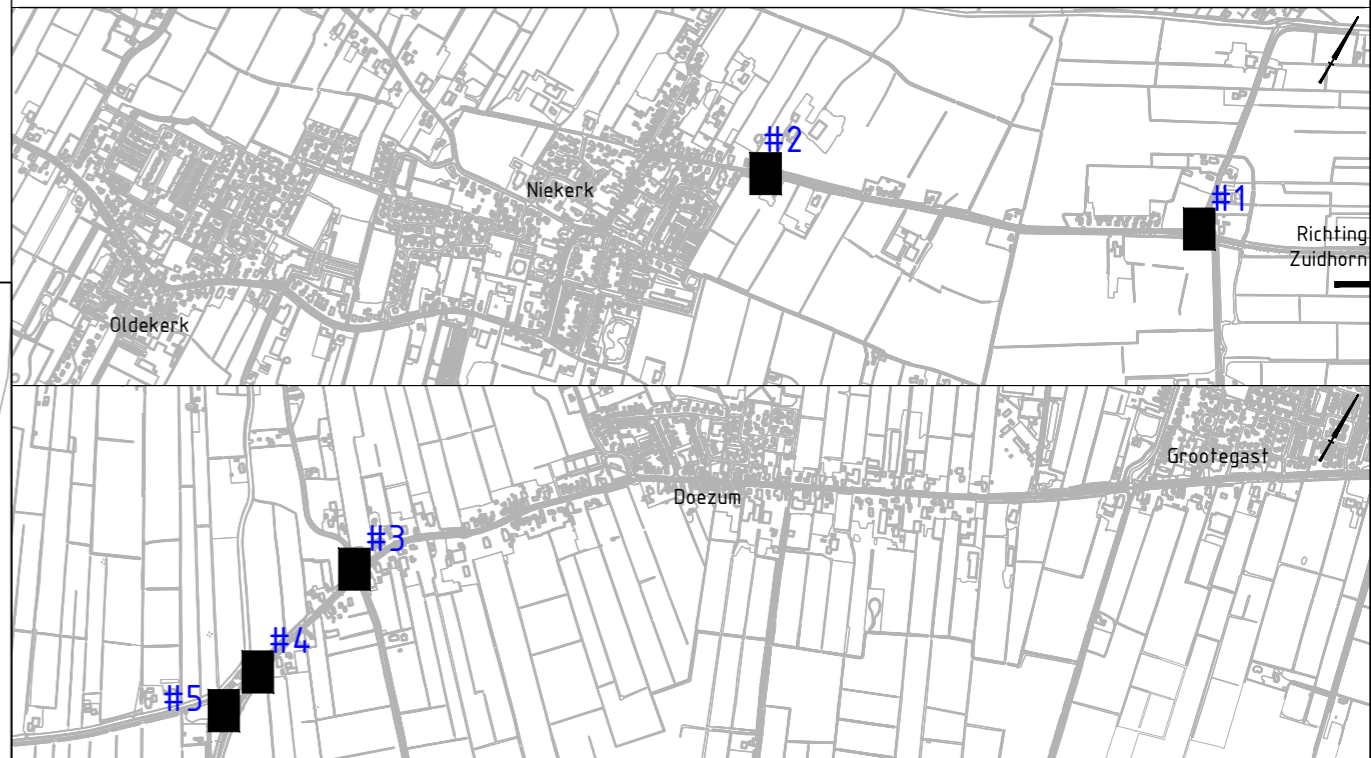 #2
Niekerk
#1
Richting
Zuidhorn
Oldekerk
Grootegast
Doezum
#3
#4
#5